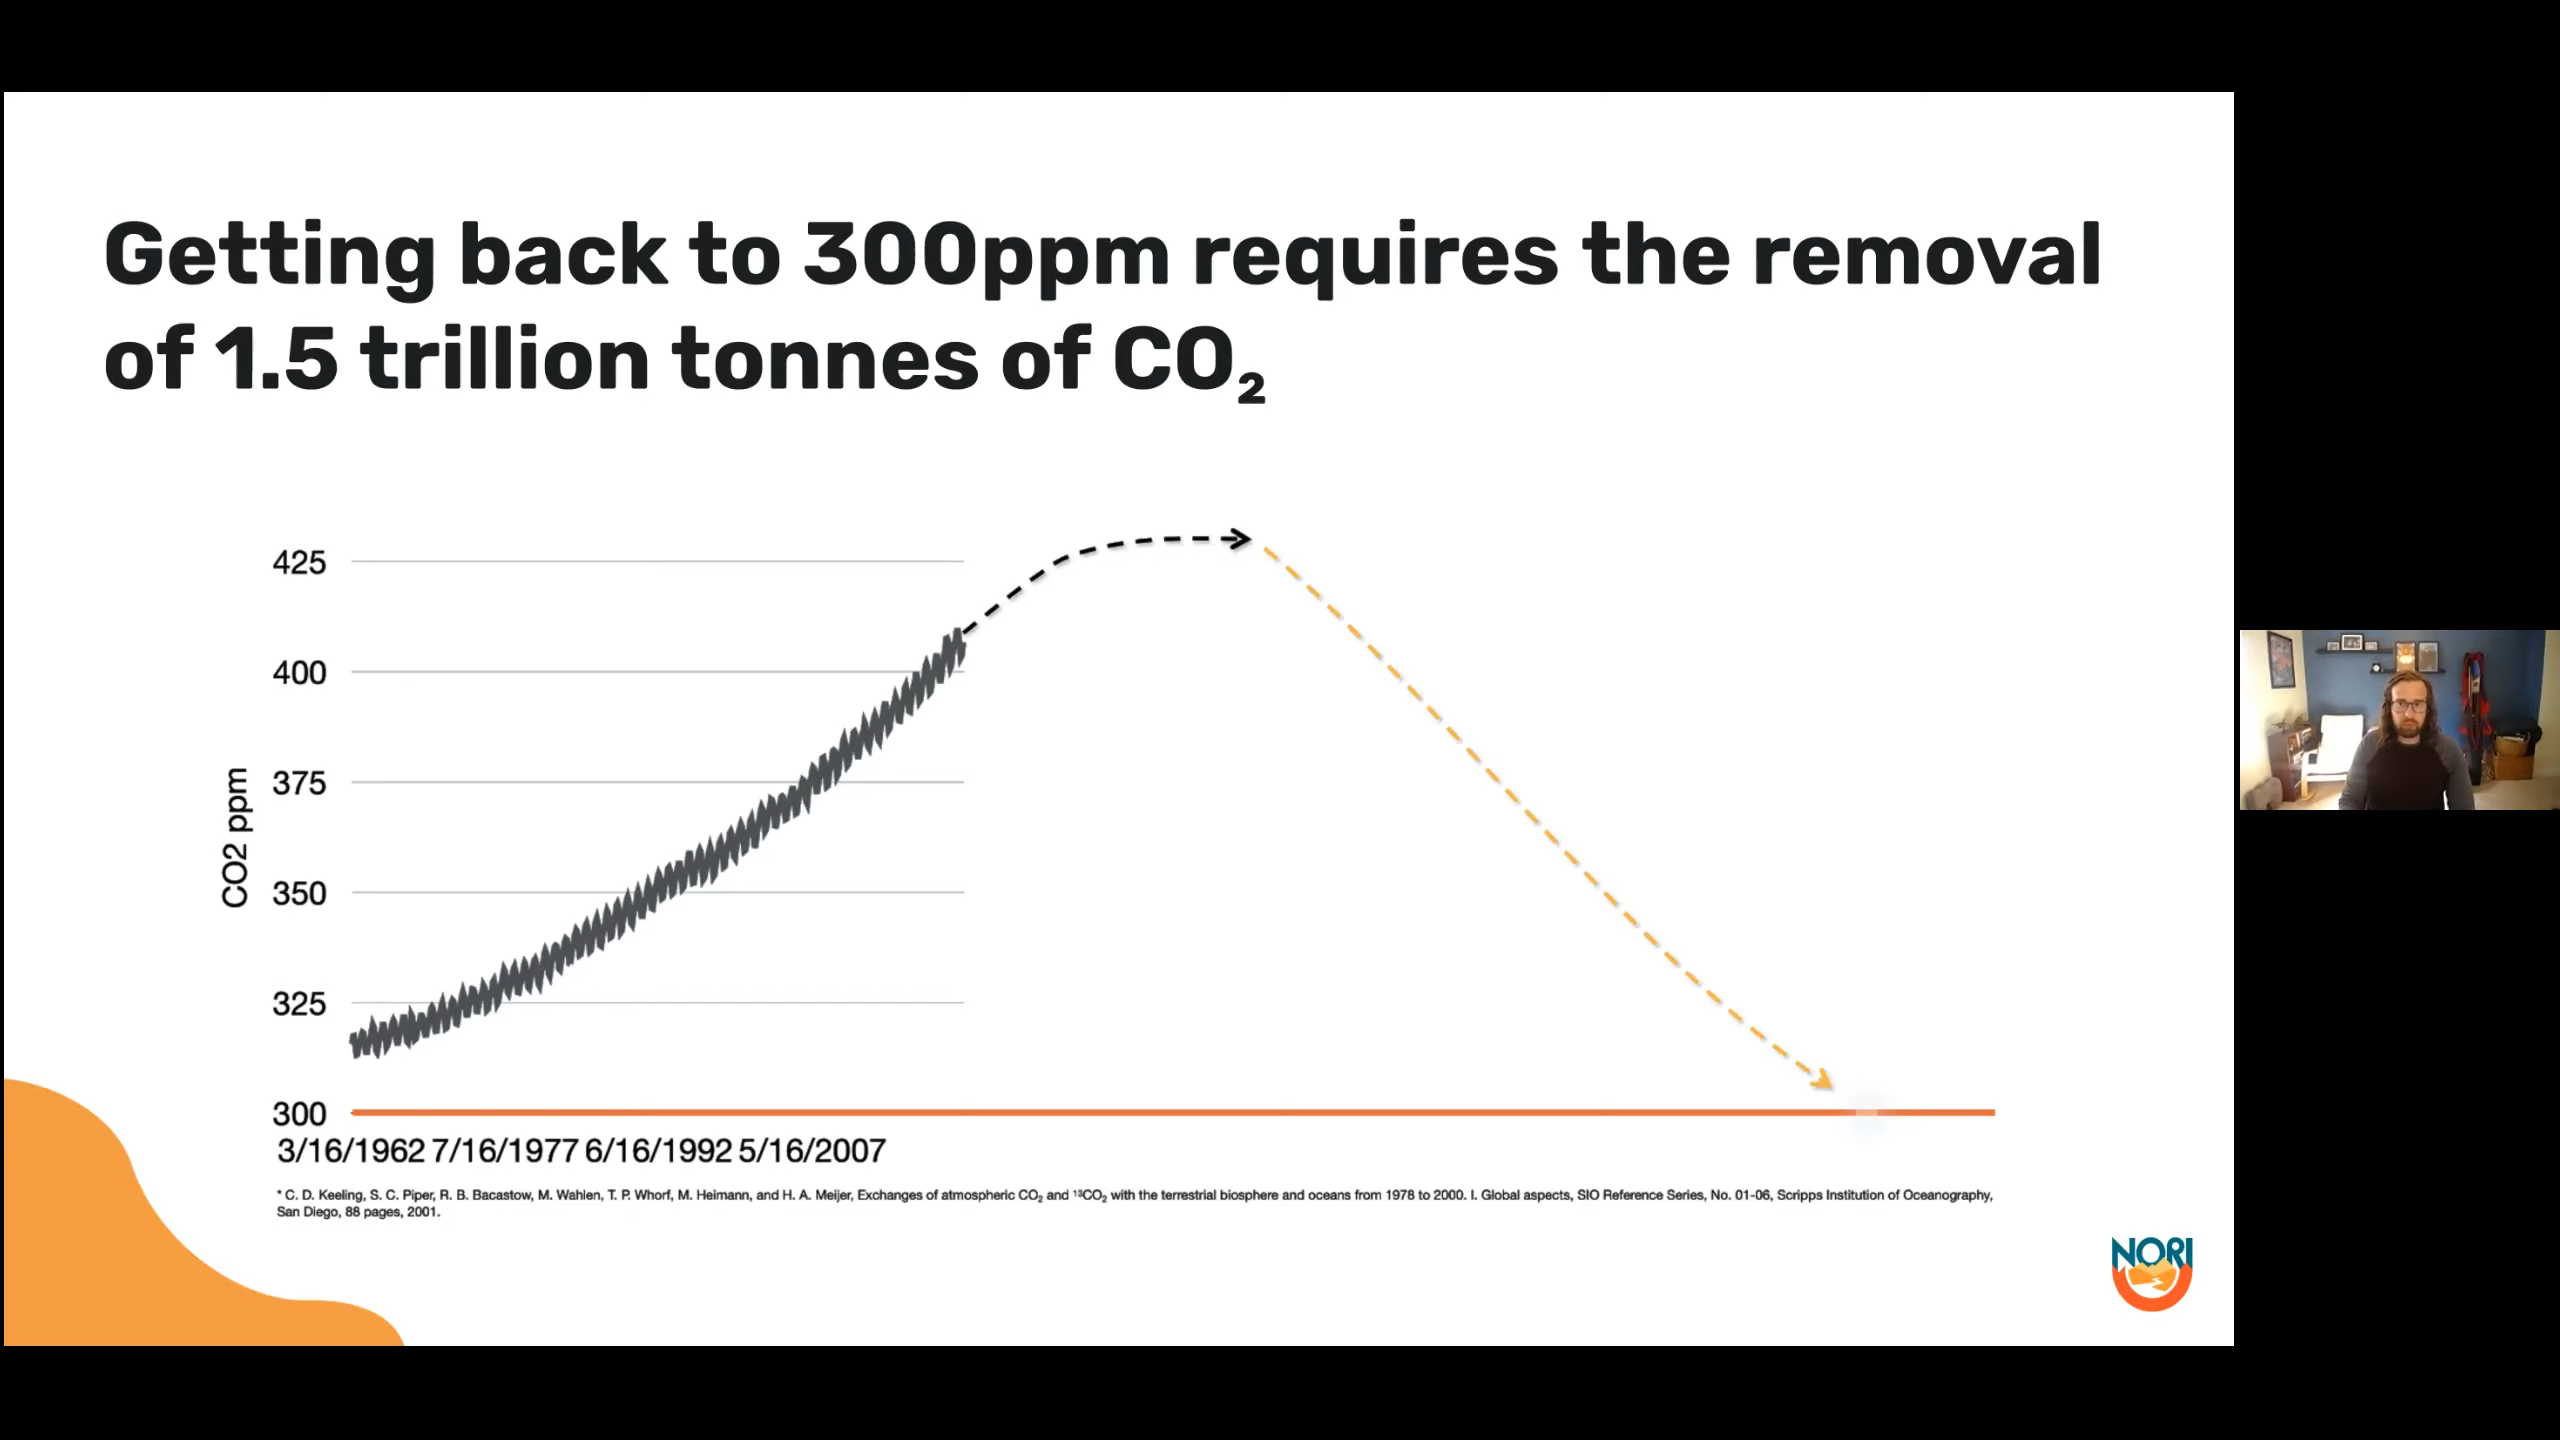 Getting back to 300ppm requires the removal
of 1.5 trillion tonnes of CO₂
425
400
375
350
325
300
CO2 ppm
3/16/1962 7/16/1977 6/16/1992 5/16/2007
* C. D. Keeling, S. C. Piper, R. B. Bacastow, M. Wahlen, T. P. Whorf, M. Heimann, and H. A. Meijer, Exchanges of atmospheric CO₂ and ¹³CO₂ with the terrestrial biosphere and oceans from 1978 to 2000. I. Global aspects, SIO Reference Series, No. 01-06, Scripps Institution of Oceanography,
San Diego, 88 pages, 2001.
NORI